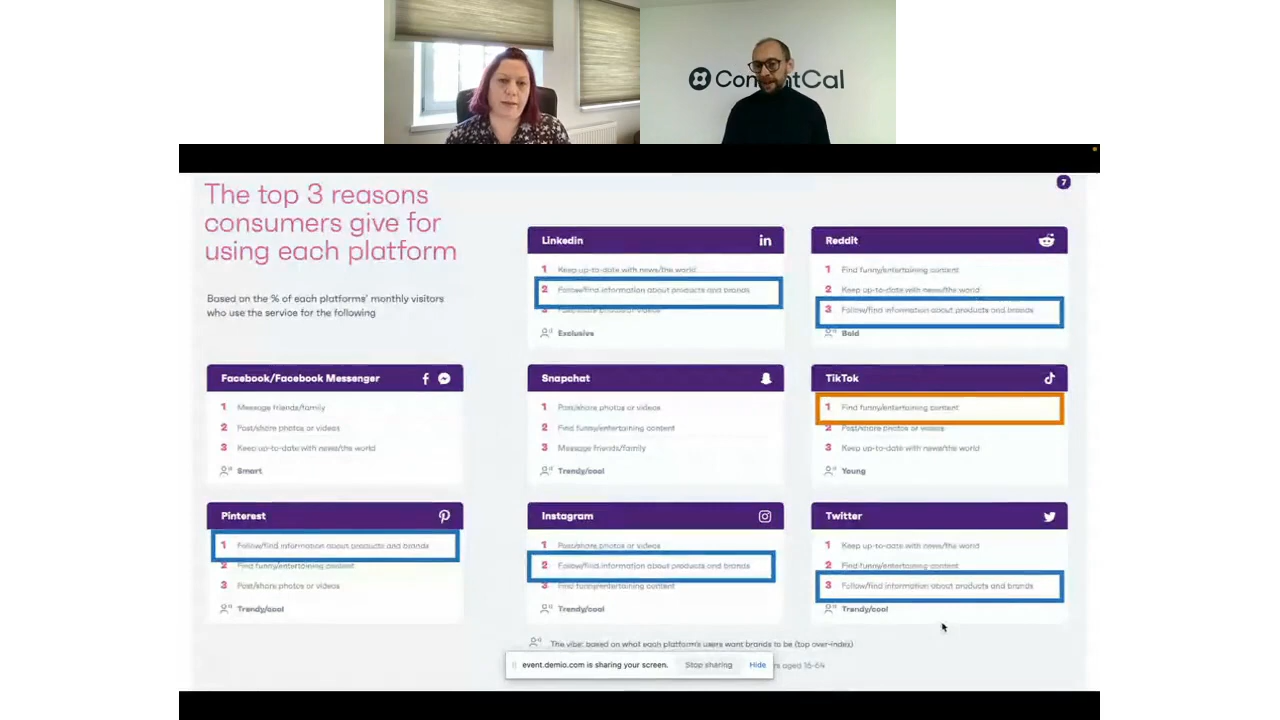 ContentCal
The top 3 reasons
consumers give for
using each platform
7
Based on the % of each platforms' monthly visitors
who use the service for the following
Linkedin
in
1 Keep up-to-date with news/the world
2 Follow/find information about products and brands
3 Post/share photos or videos
Exclusive
Reddit
1 Find funny/entertaining content
2 Keep up-to-date with news/the world
3 Follow/find information about products and brands
Bold
Facebook/Facebook Messenger
1 Message friends/family
2 Post/share photos or videos
3 Keep up-to-date with news/the world
Smart
Snapchat
1 Post/share photos or videos
2 Find funny/entertaining content
3 Message friends/family
Trendy/cool
TikTok
1 Find funny/entertaining content
2 Post/share photos or videos
3 Keep up-to-date with news/the world
Young
Pinterest
1 Follow/find information about products and brands
2 Find funny/entertaining content
3 Post/share photos or videos
Trendy/cool
Instagram
1 Post/share photos or videos
2 Follow/find information about products and brands
3 Find funny/entertaining content
Trendy/cool
Twitter
1 Keep up-to-date with news/the world
2 Find funny/entertaining content
3 Follow/find information about products and brands
Trendy/cool
The vibe: based on what each platform's users want brands to be (top over-index)
event.demio.com is sharing your screen. Stop sharing Hide
aged 16-64